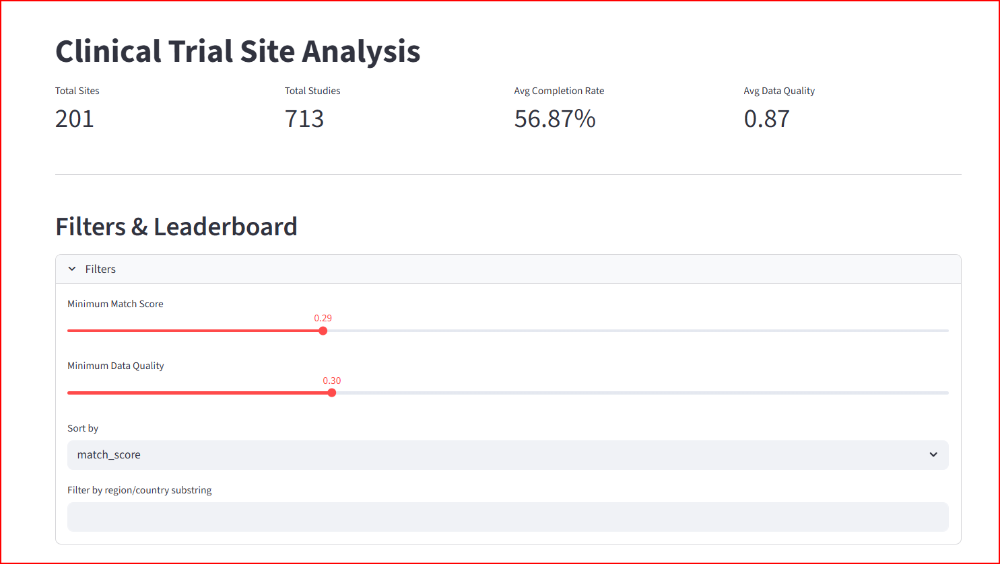 Clinical Trial Site Analysis
Total Sites
Total Studies
Avg Completion Rate
Avg Data Quality
201
713
56.87%
0.87
Filters & Leaderboard
Filters
Minimum Match Score
0.29
Minimum Data Quality
0.30
Sort by
match_score
Filter by region/country substring